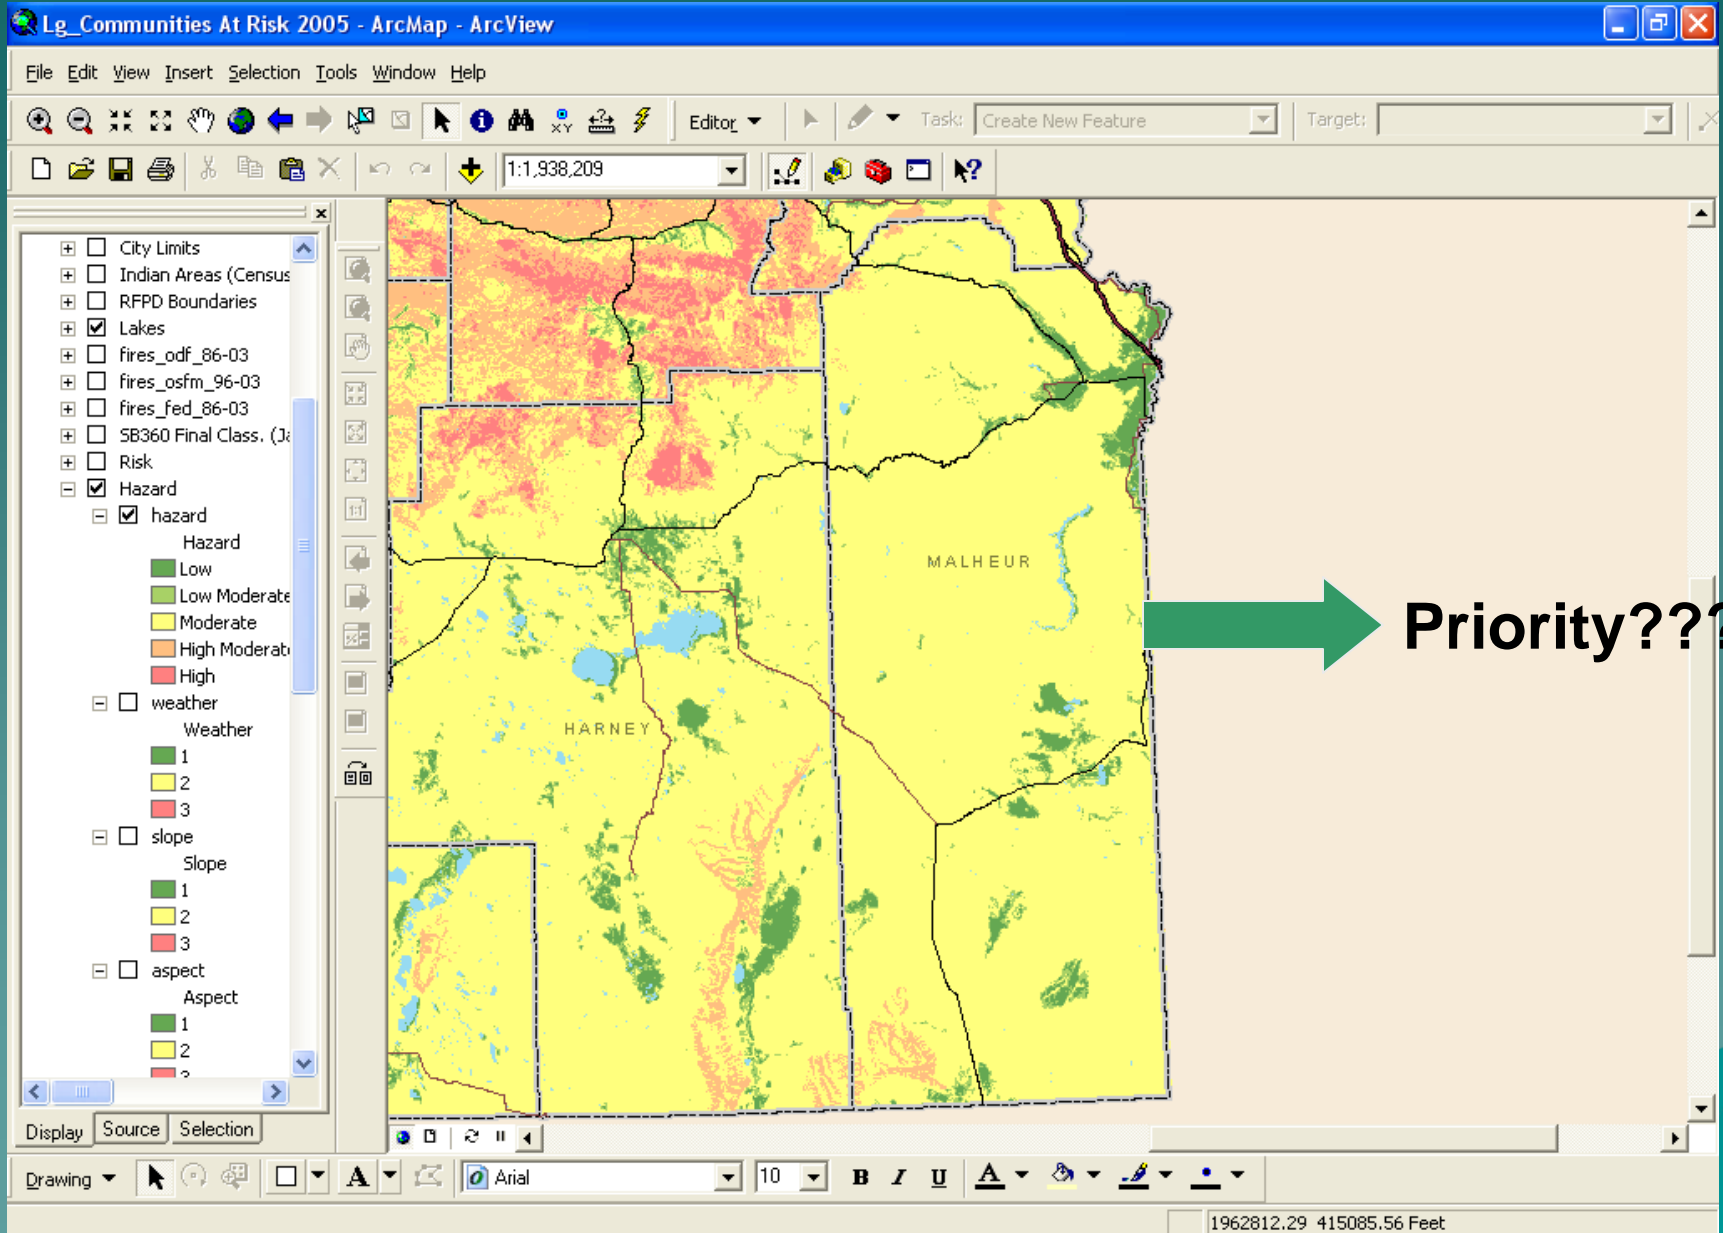 Lg_Communities At Risk 2005 - ArcMap - ArcView
File Edit View Insert Selection Tools Window Help
Editor Task: Create New Feature Target:
1:1,938,209
City Limits
Indian Areas (Census
RFPD Boundaries
Lakes
fires_odf_86-03
fires_osfm_96-03
fires_fed_86-03
SB360 Final Class. (Ja
Risk
Hazard
hazard
Hazard
Low
Low Moderate
Moderate
High Moderat
High
weather
Weather
1
2
3
slope
Slope
1
2
3
aspect
Aspect
1
2
3
Display Source Selection
MALHEUR
HARNEY
Priority???
Drawing A Arial 10 B I U A
1962812.29 415085.56 Feet